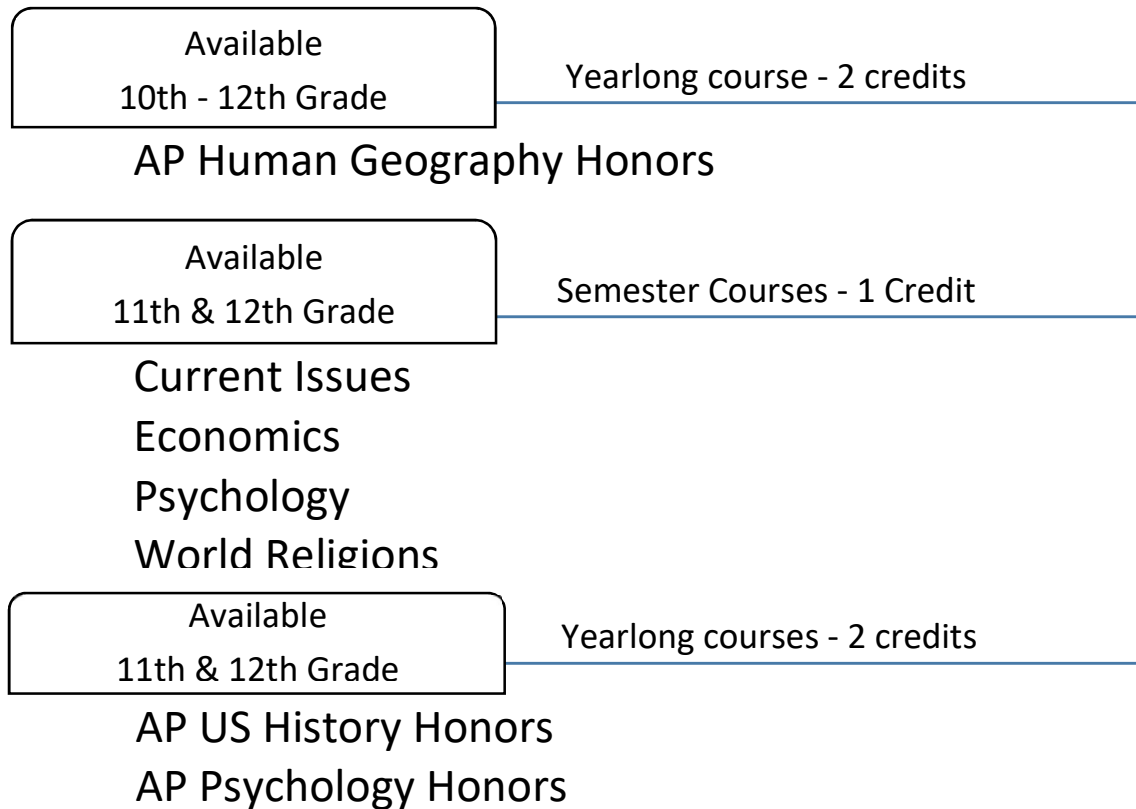 Available
10th - 12th Grade
Yearlong course - 2 credits
AP Human Geography Honors
Available
11th & 12th Grade
Semester Courses - 1 Credit
Current Issues
Economics
Psychology
World Religions
Available
11th & 12th Grade
Yearlong courses - 2 credits
AP US History Honors
AP Psychology Honors